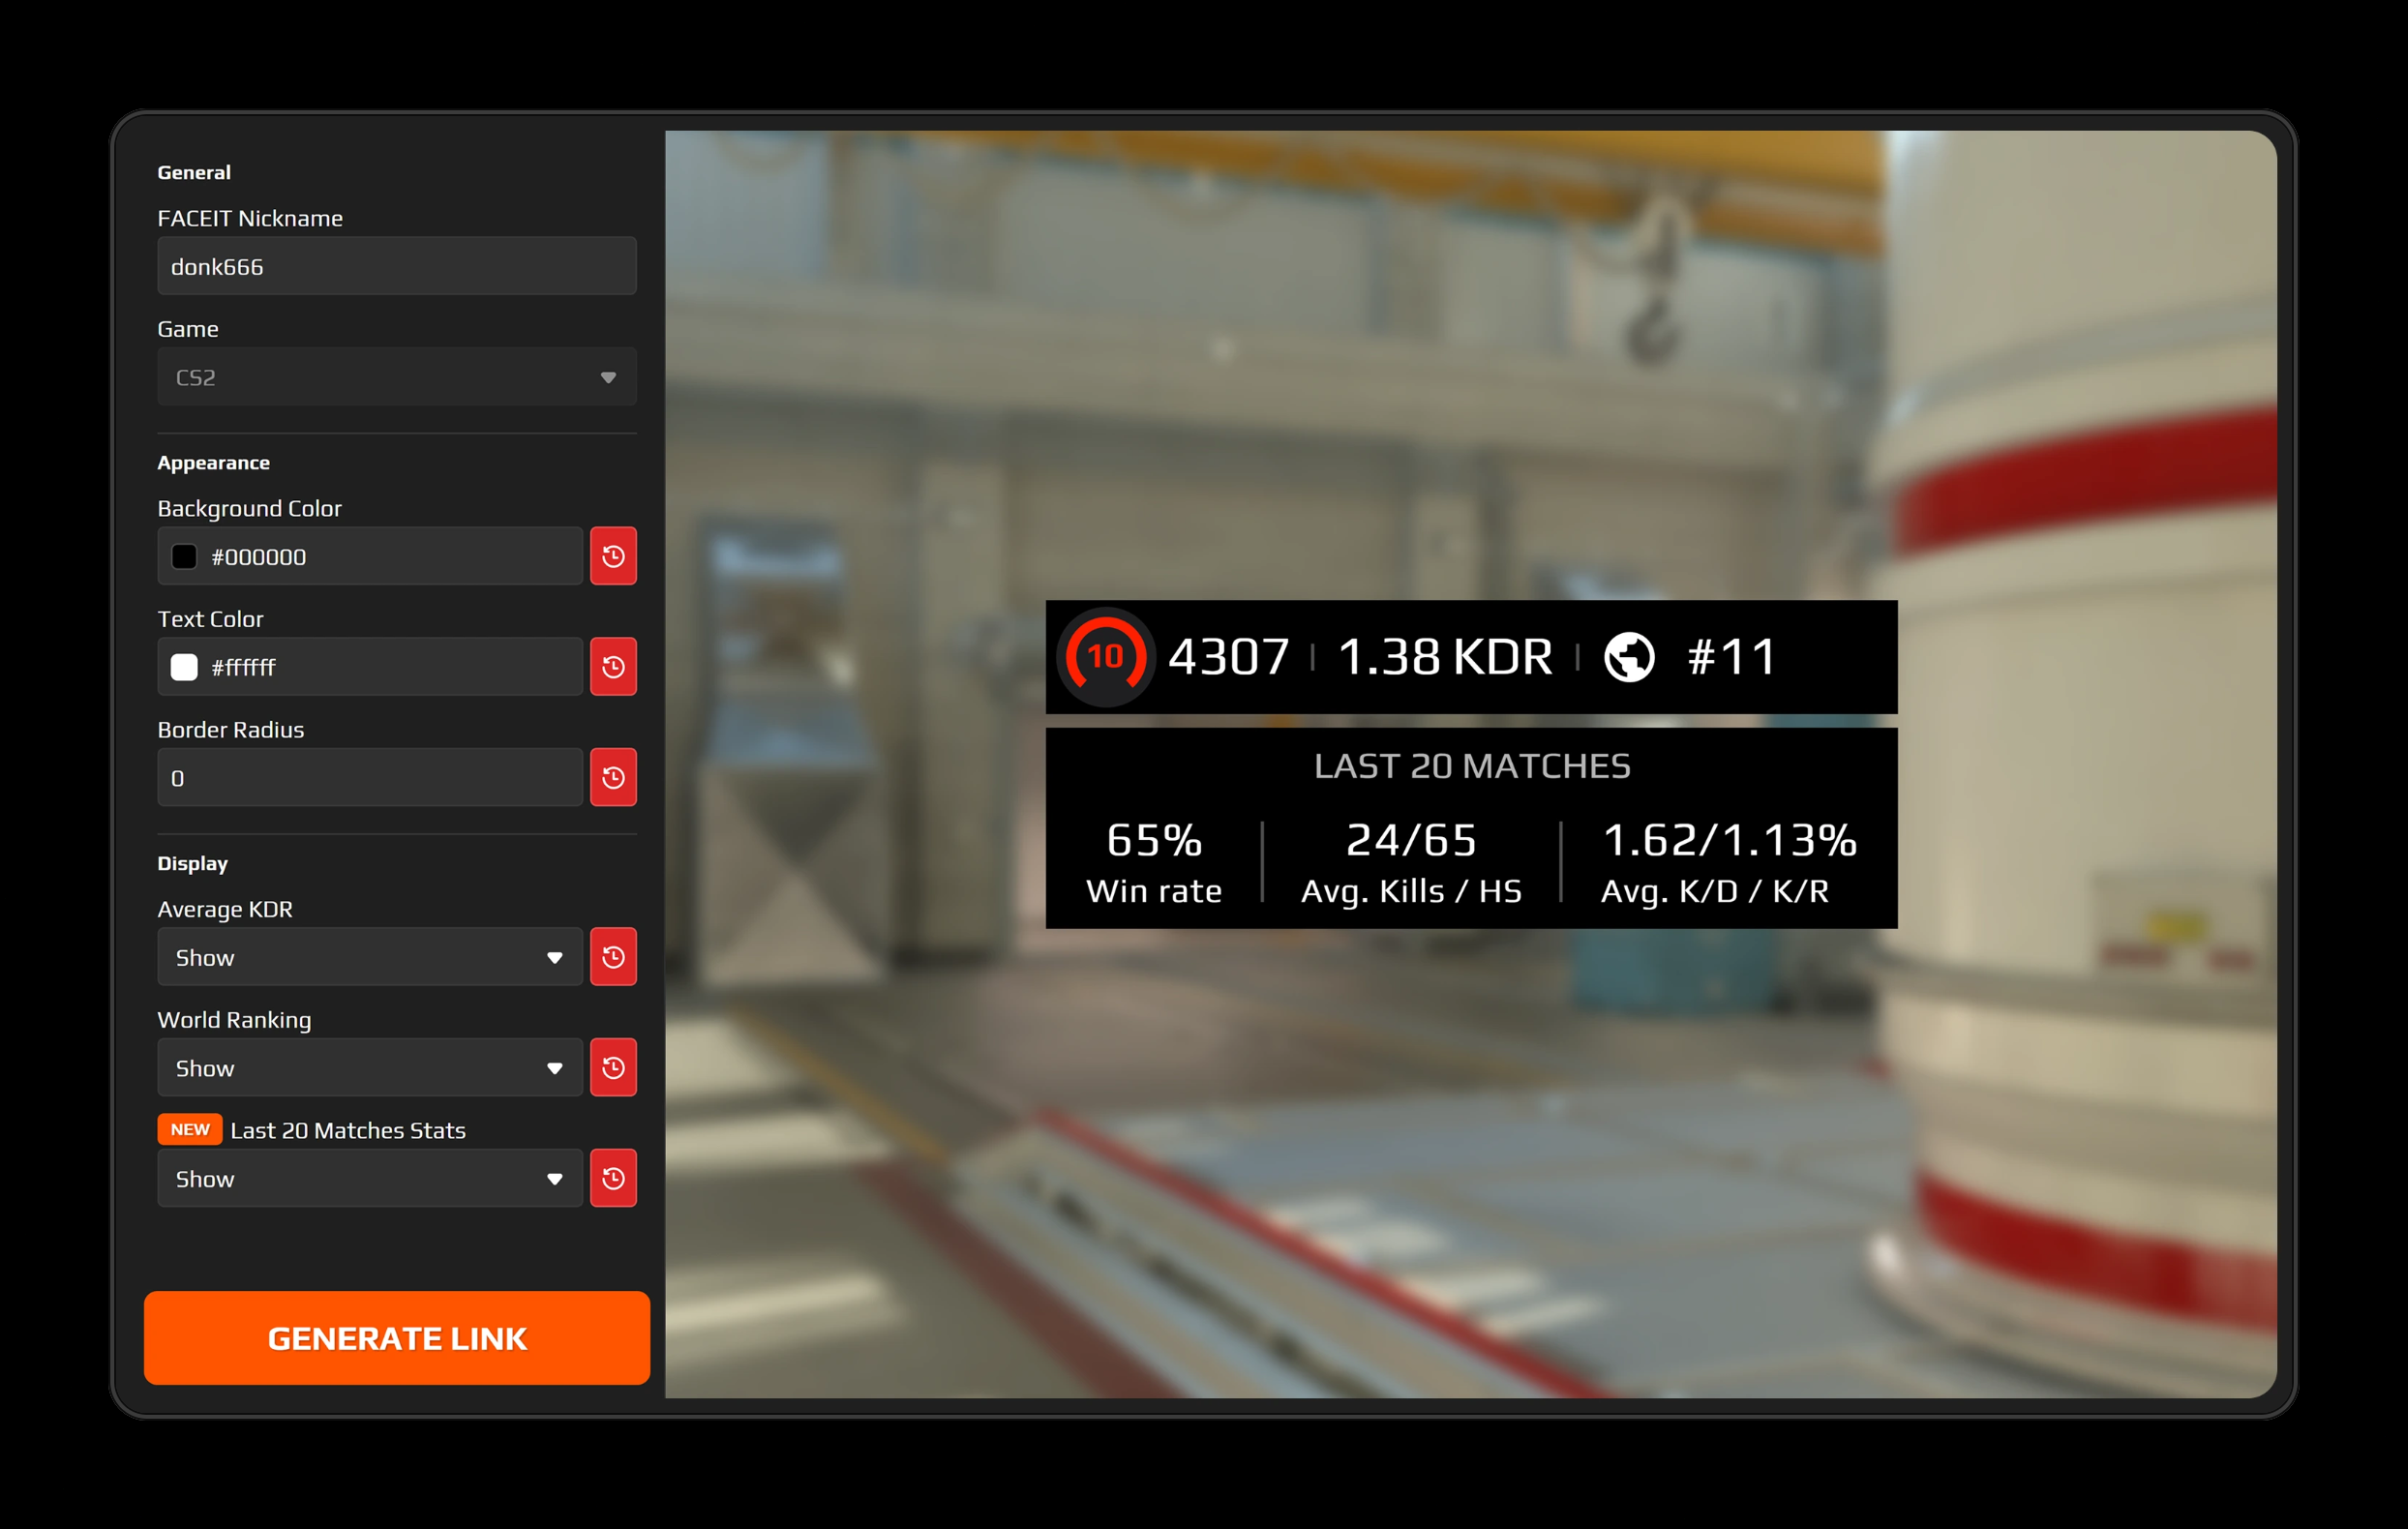 General
FACEIT Nickname
donk666
Game
CS2
Appearance
Background Color
#000000
Text Color
#ffffff
Border Radius
0
Display
Average KDR
Show
World Ranking
Show
NEW Last 20 Matches Stats
Show
GENERATE LINK
10 4307 1.38 KDR #11
LAST 20 MATCHES
65% 24/65 1.62/1.13%
Win rate Avg. Kills / HS Avg. K/D / K/R